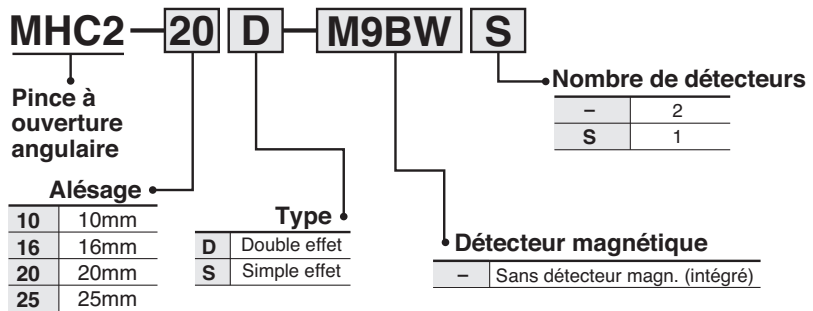 MHC2-20 D-M9BW S
Nombre de détecteurs
– 2
S 1
Pince à
ouverture
angulaire
Alésage
10 10mm
16 16mm
20 20mm
25 25mm
Type
D Double effet
S Simple effet
Détecteur magnétique
– Sans détecteur magn. (intégré)